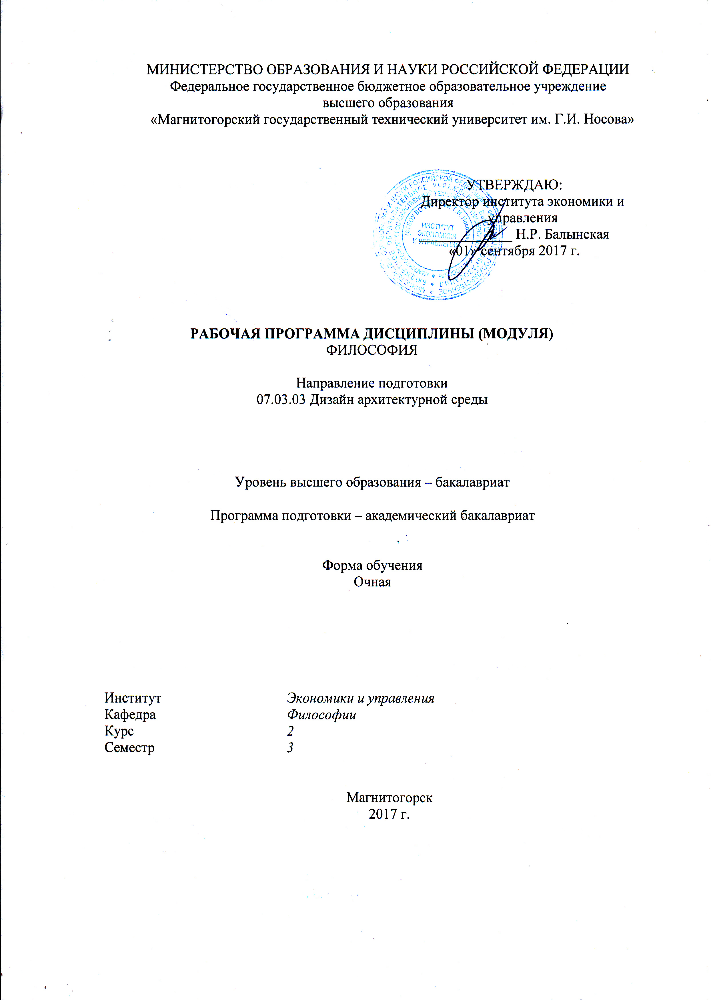 МИНИСТЕРСТВО ОБРАЗОВАНИЯ И НАУКИ РОССИЙСКОЙ ФЕДЕРАЦИИ
Федеральное государственное бюджетное образовательное учреждение
высшего образования
«Магнитогорский государственный технический университет им. Г.И. Носова»
УТВЕРЖДАЮ:
Директор института экономики и
управления
Н.Р. Балынская
«01» сентября 2017 г.
ИНСТИТУТ
ЭКОНОМИКИ
И УПРАВЛЕНИЯ
РАБОЧАЯ ПРОГРАММА ДИСЦИПЛИНЫ (МОДУЛЯ)
ФИЛОСОФИЯ
Направление подготовки
07.03.03 Дизайн архитектурной среды
Уровень высшего образования – бакалавриат
Программа подготовки – академический бакалавриат
Форма обучения
Очная
Институт Экономики и управления
Кафедра Философии
Курс 2
Семестр 3
Магнитогорск
2017 г.